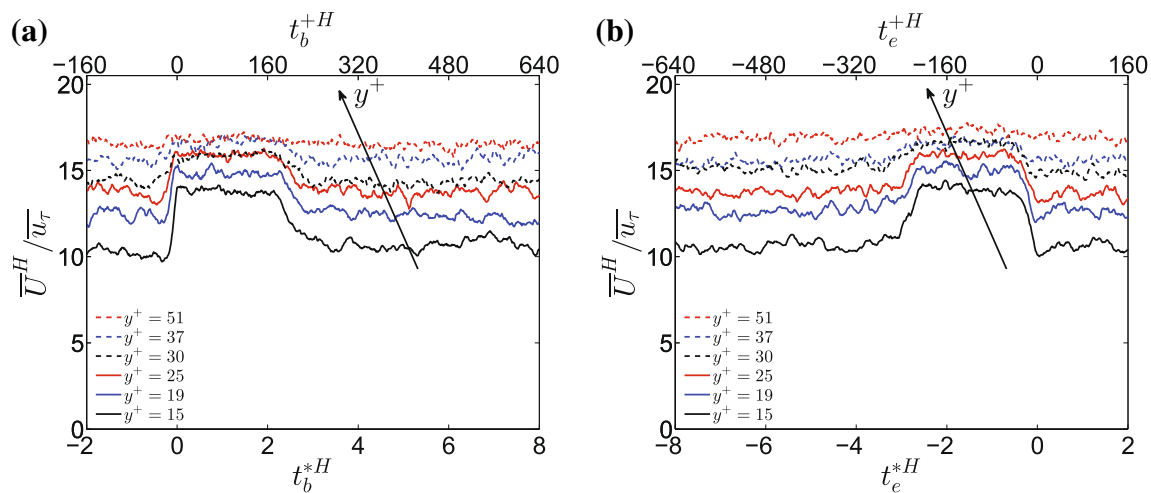 (a)
t_b^{+H}
−160 0 160 320 480 640
20
15
10
5
0
\overline{U}^H/\overline{u_τ}
y^+
y^+ = 51
y^+ = 37
y^+ = 30
y^+ = 25
y^+ = 19
y^+ = 15
−2 0 2 4 6 8
t_b^{*H}
(b)
t_e^{+H}
−640 −480 −320 −160 0 160
20
15
10
5
0
\overline{U}^H/\overline{u_τ}
y^+
y^+ = 51
y^+ = 37
y^+ = 30
y^+ = 25
y^+ = 19
y^+ = 15
−8 −6 −4 −2 0 2
t_e^{*H}